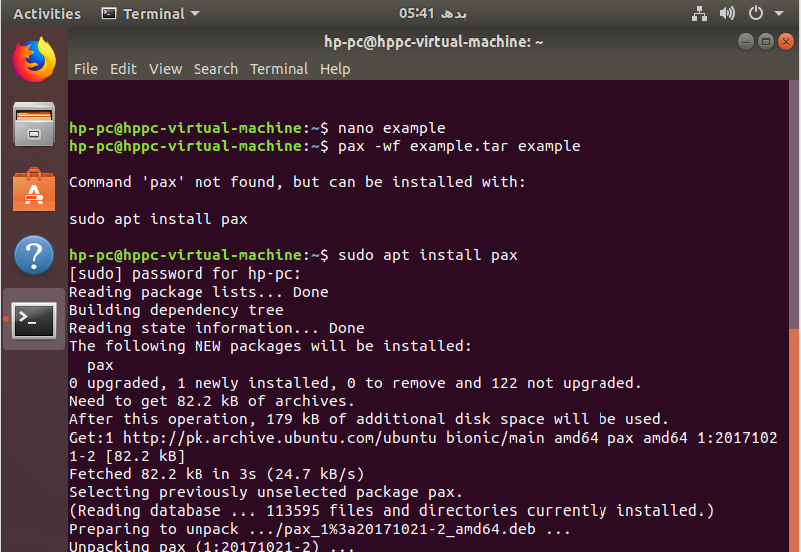 Activities Terminal 05:41 بدھ
hp-pc@hppc-virtual-machine: ~
File Edit View Search Terminal Help
hp-pc@hppc-virtual-machine:~$ nano example
hp-pc@hppc-virtual-machine:~$ pax -wf example.tar example
Command 'pax' not found, but can be installed with:
sudo apt install pax
hp-pc@hppc-virtual-machine:~$ sudo apt install pax
[sudo] password for hp-pc:
Reading package lists... Done
Building dependency tree
Reading state information... Done
The following NEW packages will be installed:
  pax
0 upgraded, 1 newly installed, 0 to remove and 122 not upgraded.
Need to get 82.2 kB of archives.
After this operation, 179 kB of additional disk space will be used.
Get:1 http://pk.archive.ubuntu.com/ubuntu bionic/main amd64 pax amd64 1:2017102
1-2 [82.2 kB]
Fetched 82.2 kB in 3s (24.7 kB/s)
Selecting previously unselected package pax.
(Reading database ... 113595 files and directories currently installed.)
Preparing to unpack .../pax_1%3a20171021-2_amd64.deb ...
Unpacking pax (1:20171021-2) ...